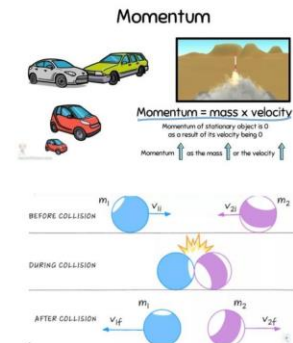 Momentum
Momentum = mass x velocity
Momentum of stationary object is 0
as a result of its velocity being 0
Momentum as the mass or the velocity
m₁ v₁ᵢ v₂ᵢ m₂
BEFORE COLLISION
DURING COLLISION
m₁ m₂
AFTER COLLISION v₁f v₂f